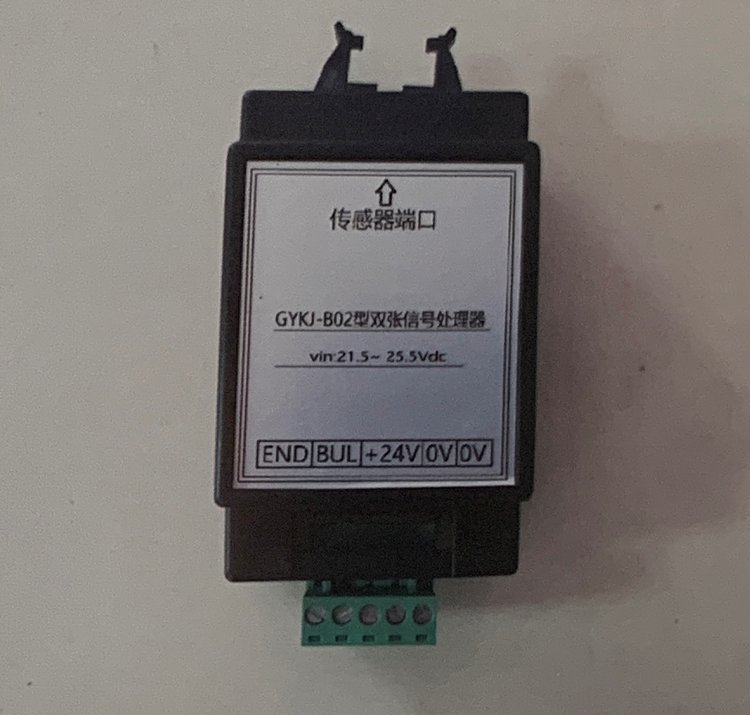 传感器端口
GYKJ-B02型双张信号处理器
vin:21.5~ 25.5Vdc
END BUL +24V 0V 0V